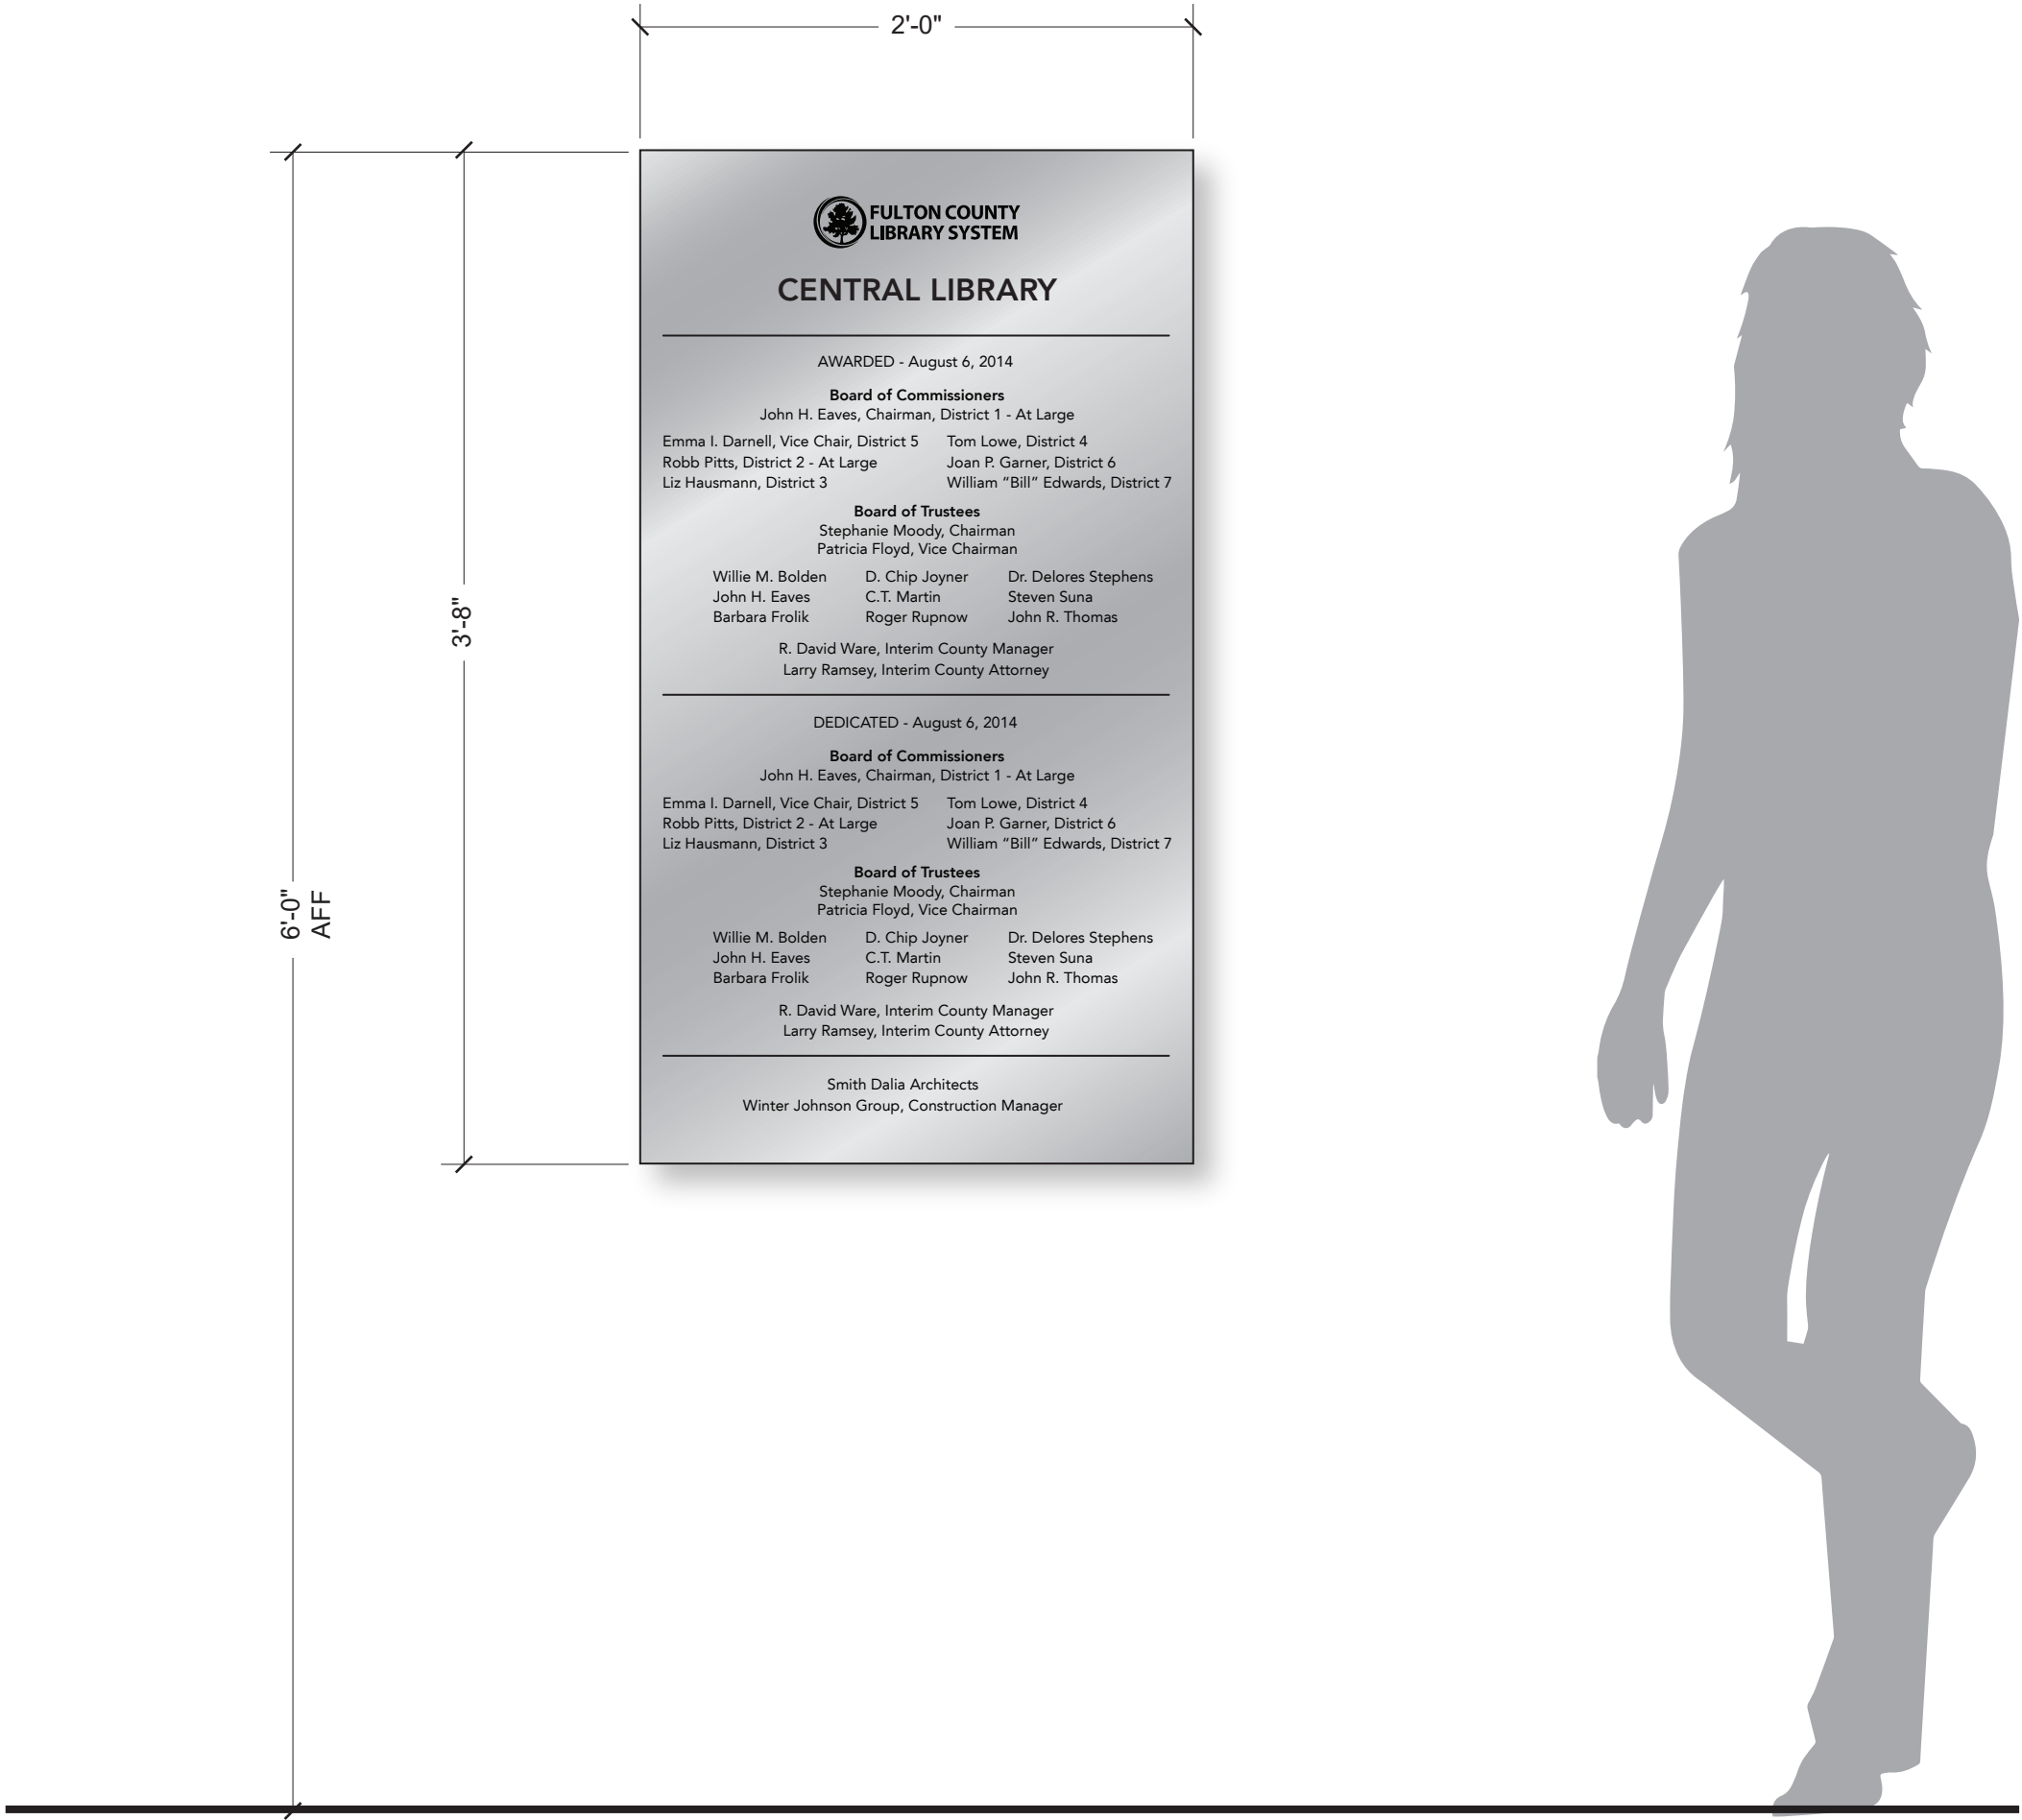 2'-0"
FULTON COUNTY
LIBRARY SYSTEM
CENTRAL LIBRARY
AWARDED - August 6, 2014
Board of Commissioners
John H. Eaves, Chairman, District 1 - At Large
Emma I. Darnell, Vice Chair, District 5 Tom Lowe, District 4
Robb Pitts, District 2 - At Large Joan P. Garner, District 6
Liz Hausmann, District 3 William “Bill” Edwards, District 7
Board of Trustees
Stephanie Moody, Chairman
Patricia Floyd, Vice Chairman
Willie M. Bolden D. Chip Joyner Dr. Delores Stephens
John H. Eaves C.T. Martin Steven Suna
Barbara Frolik Roger Rupnow John R. Thomas
R. David Ware, Interim County Manager
Larry Ramsey, Interim County Attorney
DEDICATED - August 6, 2014
Board of Commissioners
John H. Eaves, Chairman, District 1 - At Large
Emma I. Darnell, Vice Chair, District 5 Tom Lowe, District 4
Robb Pitts, District 2 - At Large Joan P. Garner, District 6
Liz Hausmann, District 3 William “Bill” Edwards, District 7
Board of Trustees
Stephanie Moody, Chairman
Patricia Floyd, Vice Chairman
Willie M. Bolden D. Chip Joyner Dr. Delores Stephens
John H. Eaves C.T. Martin Steven Suna
Barbara Frolik Roger Rupnow John R. Thomas
R. David Ware, Interim County Manager
Larry Ramsey, Interim County Attorney
Smith Dalia Architects
Winter Johnson Group, Construction Manager
3'-8"
6'-0"
AFF